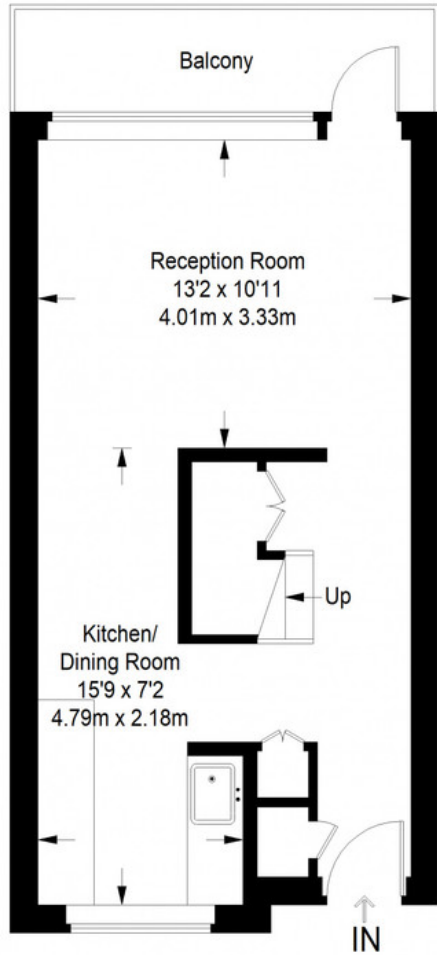 Balcony
Reception Room
13'2 x 10'11
4.01m x 3.33m
Up
Kitchen/
Dining Room
15'9 x 7'2
4.79m x 2.18m
IN